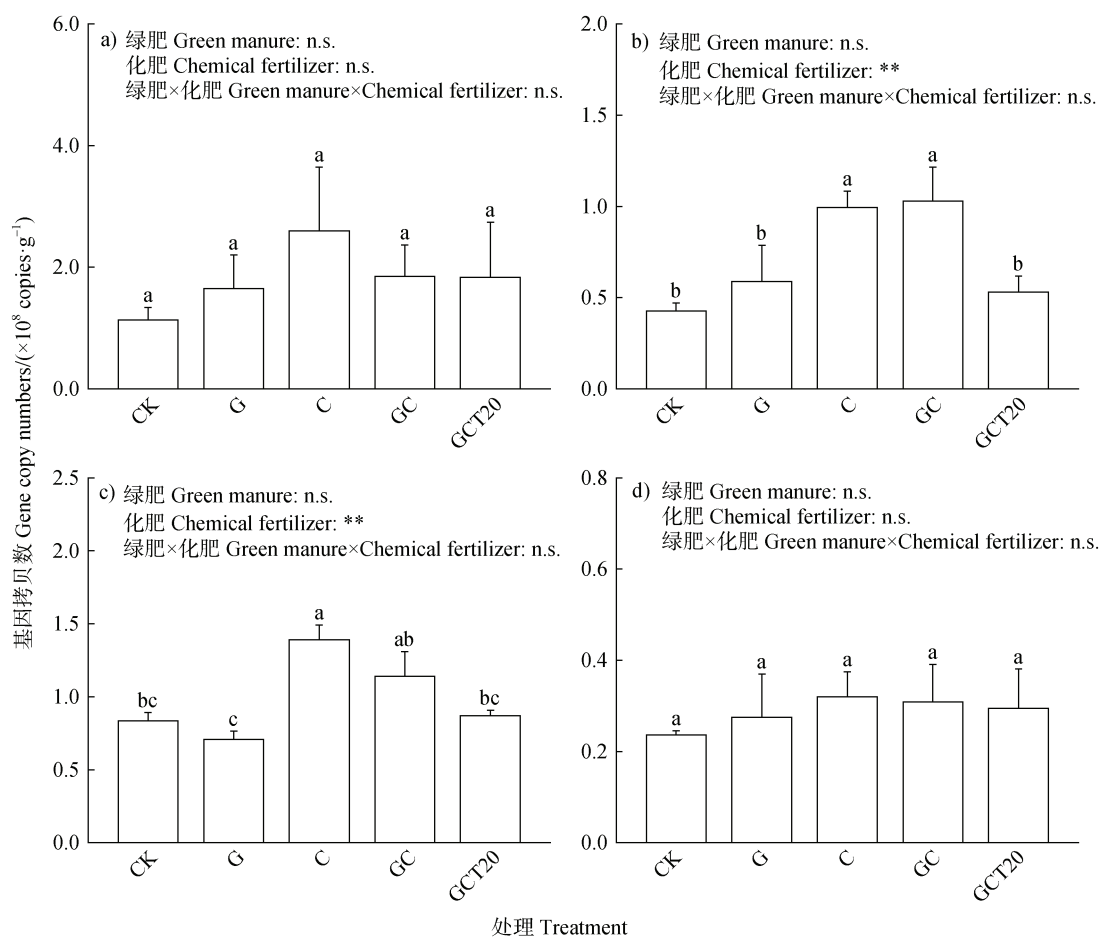 基因拷贝数 Gene copy numbers/(×10⁸ copies·g⁻¹)
a) 绿肥 Green manure: n.s.
化肥 Chemical fertilizer: n.s.
绿肥×化肥 Green manure×Chemical fertilizer: n.s.
6.0
4.0
2.0
0.0
a
a
a
a
a
CK
G
C
GC
GCT20
b) 绿肥 Green manure: n.s.
化肥 Chemical fertilizer: **
绿肥×化肥 Green manure×Chemical fertilizer: n.s.
2.0
1.5
1.0
0.5
0.0
b
b
a
a
b
CK
G
C
GC
GCT20
c) 绿肥 Green manure: n.s.
化肥 Chemical fertilizer: **
绿肥×化肥 Green manure×Chemical fertilizer: n.s.
2.5
2.0
1.5
1.0
0.5
0.0
bc
c
a
ab
bc
CK
G
C
GC
GCT20
d) 绿肥 Green manure: n.s.
化肥 Chemical fertilizer: n.s.
绿肥×化肥 Green manure×Chemical fertilizer: n.s.
0.8
0.6
0.4
0.2
0.0
a
a
a
a
a
CK
G
C
GC
GCT20
处理 Treatment